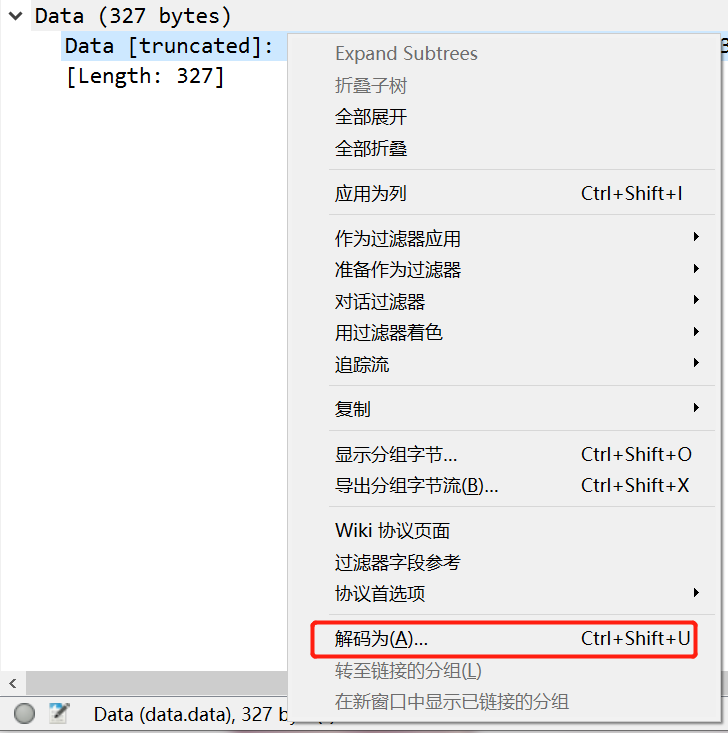 Data (327 bytes)
Data [truncated]:
[Length: 327]
Expand Subtrees
折叠子树
全部展开
全部折叠
应用为列 Ctrl+Shift+I
作为过滤器应用
准备作为过滤器
对话过滤器
用过滤器着色
追踪流
复制
显示分组字节... Ctrl+Shift+O
导出分组字节流(B)... Ctrl+Shift+X
Wiki 协议页面
过滤器字段参考
协议首选项
解码为(A)... Ctrl+Shift+U
转至链接的分组(L)
在新窗口中显示已链接的分组
Data (data.data), 327 by